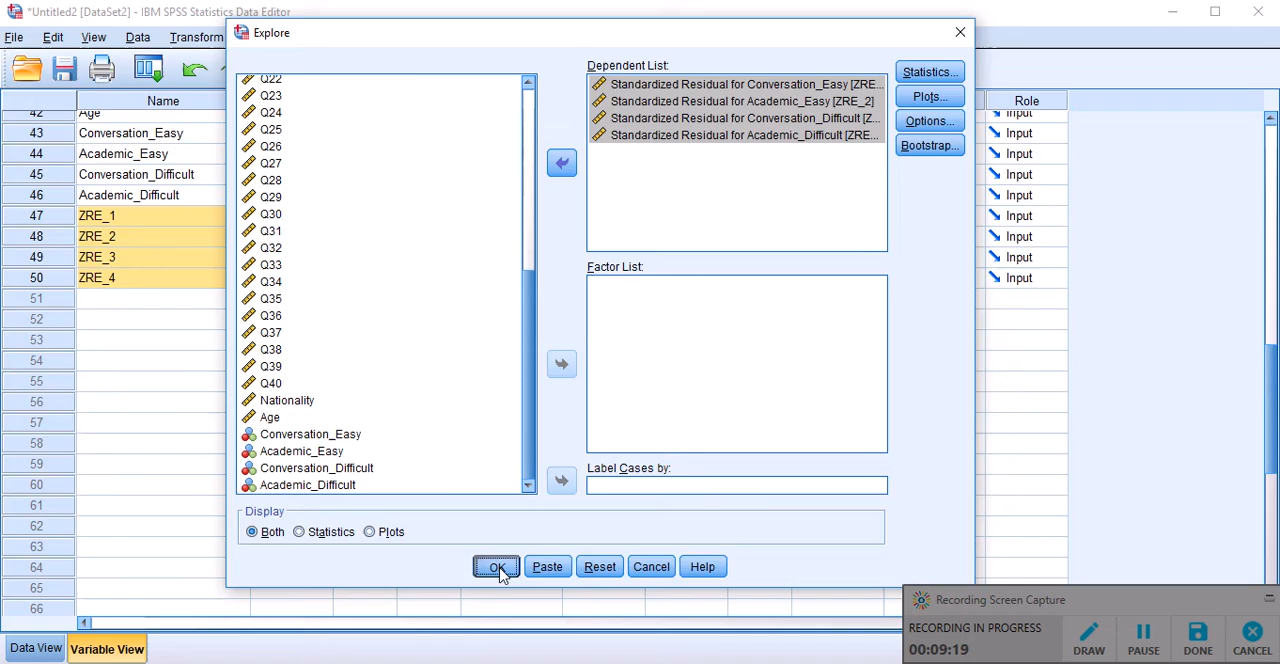 *Untitled2 [DataSet2] - IBM SPSS Statistics Data Editor
File Edit View Data Transform
Explore
Name
Role
42 Age Input
43 Conversation_Easy Input
44 Academic_Easy Input
45 Conversation_Difficult Input
46 Academic_Difficult Input
47 ZRE_1 Input
48 ZRE_2 Input
49 ZRE_3 Input
50 ZRE_4 Input
51
52
53
54
55
56
57
58
59
60
61
62
63
64
65
66
Q22
Q23
Q24
Q25
Q26
Q27
Q28
Q29
Q30
Q31
Q32
Q33
Q34
Q35
Q36
Q37
Q38
Q39
Q40
Nationality
Age
Conversation_Easy
Academic_Easy
Conversation_Difficult
Academic_Difficult
Dependent List:
Standardized Residual for Conversation_Easy [ZRE...
Standardized Residual for Academic_Easy [ZRE_2]
Standardized Residual for Conversation_Difficult [Z...
Standardized Residual for Academic_Difficult [ZRE...
Factor List:
Label Cases by:
Statistics...
Plots...
Options...
Bootstrap...
Display
Both Statistics Plots
OK Paste Reset Cancel Help
Data View Variable View
Recording Screen Capture
RECORDING IN PROGRESS
00:09:19
DRAW PAUSE DONE CANCEL